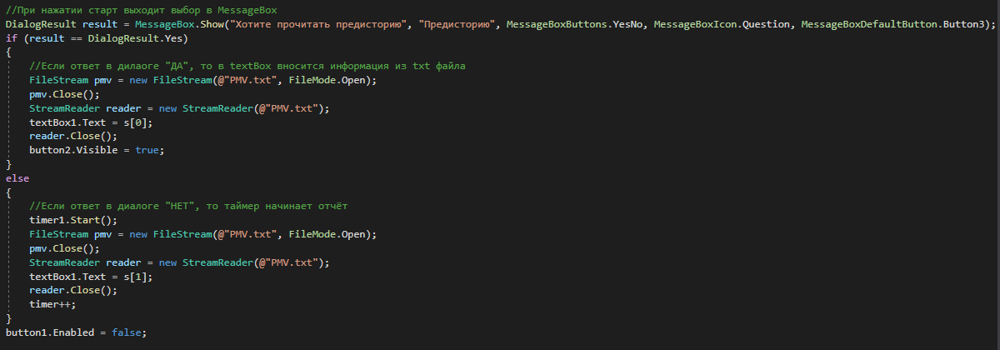 //При нажатии старт выходит выбор в MessageBox
DialogResult result = MessageBox.Show("Хотите прочитать предисторию", "Предисторию", MessageBoxButtons.YesNo, MessageBoxIcon.Question, MessageBoxDefaultButton.Button3);
if (result == DialogResult.Yes)
{
//Если ответ в дилаоге "ДА", то в textBox вносится информация из txt файла
FileStream pmv = new FileStream(@"PMV.txt", FileMode.Open);
pmv.Close();
StreamReader reader = new StreamReader(@"PMV.txt");
textBox1.Text = s[0];
reader.Close();
button2.Visible = true;
}
else
{
//Если ответ в диалоге "НЕТ", то таймер начинает отчёт
timer1.Start();
FileStream pmv = new FileStream(@"PMV.txt", FileMode.Open);
pmv.Close();
StreamReader reader = new StreamReader(@"PMV.txt");
textBox1.Text = s[1];
reader.Close();
timer++;
}
button1.Enabled = false;